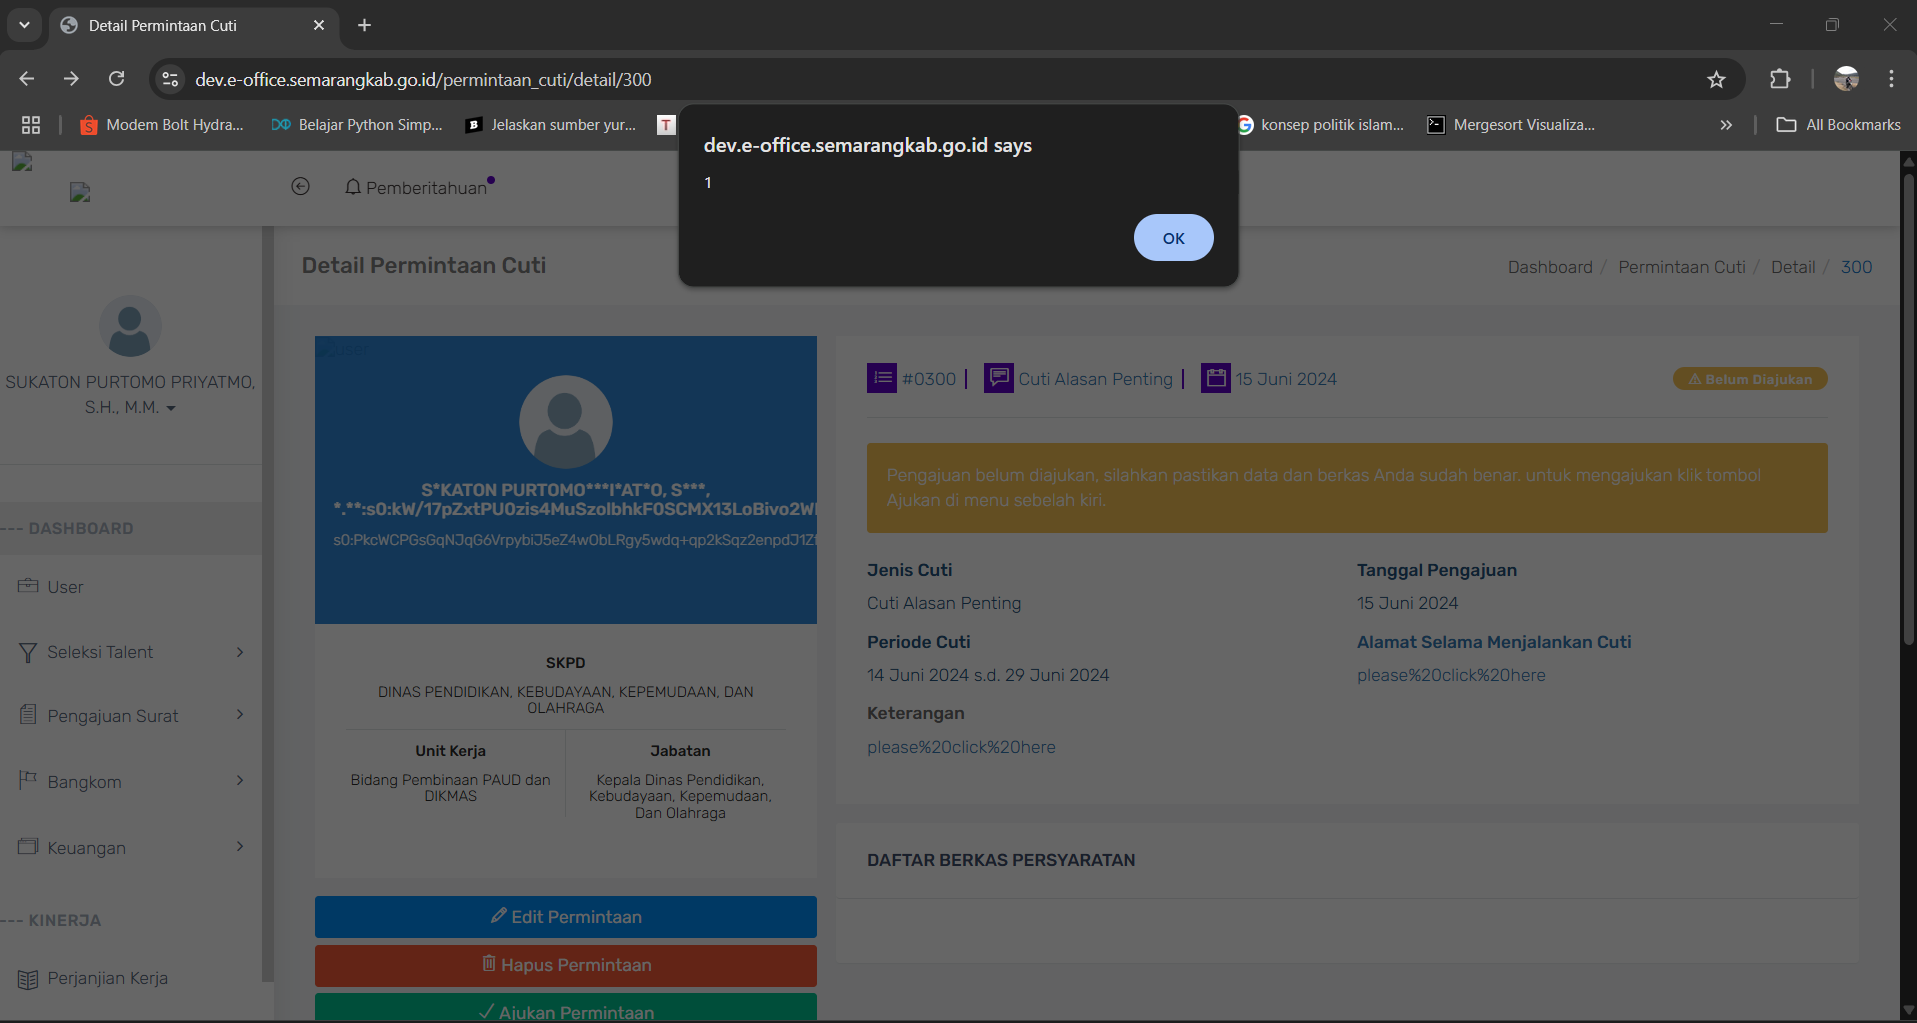 Detail Permintaan Cuti
dev.e-office.semarangkab.go.id/permintaan_cuti/detail/300
Modem Bolt Hydra...
Belajar Python Simp...
Jelaskan sumber yur...
T
konsep politik islam...
Mergesort Visualiza...
»
All Bookmarks
dev.e-office.semarangkab.go.id says
1
OK
Pemberitahuan
Detail Permintaan Cuti
Dashboard / Permintaan Cuti / Detail / 300
SUKATON PURTOMO PRIYATMO,
S.H., M.M.
--- DASHBOARD
User
Seleksi Talent
Pengajuan Surat
Bangkom
Keuangan
--- KINERJA
Perjanjian Kerja
S*KATON PURTOMO***I*AT*O, S***,
SKPD
DINAS PENDIDIKAN, KEBUDAYAAN, KEPEMUDAAN, DAN
OLAHRAGA
Unit Kerja
Bidang Pembinaan PAUD dan
DIKMAS
Jabatan
Kepala Dinas Pendidikan,
Kebudayaan, Kepemudaan,
Dan Olahraga
Edit Permintaan
Hapus Permintaan
Ajukan Permintaan
#0300 | Cuti Alasan Penting | 15 Juni 2024
Belum Diajukan
Pengajuan belum diajukan, silahkan pastikan data dan berkas Anda sudah benar. untuk mengajukan klik tombol
Ajukan di menu sebelah kiri.
Jenis Cuti
Cuti Alasan Penting
Tanggal Pengajuan
15 Juni 2024
Periode Cuti
14 Juni 2024 s.d. 29 Juni 2024
Alamat Selama Menjalankan Cuti
please%20click%20here
Keterangan
please%20click%20here
DAFTAR BERKAS PERSYARATAN